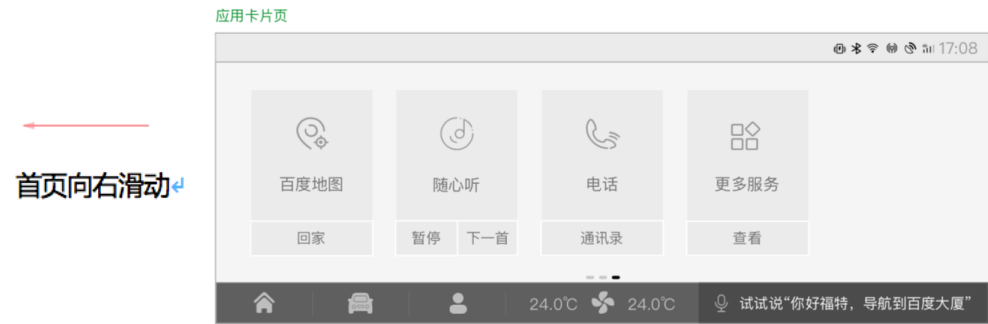 应用卡片页
17:08
首页向右滑动
百度地图
随心听
电话
更多服务
回家
暂停
下一首
通讯录
查看
24.0℃
24.0℃
试试说“你好福特，导航到百度大厦”